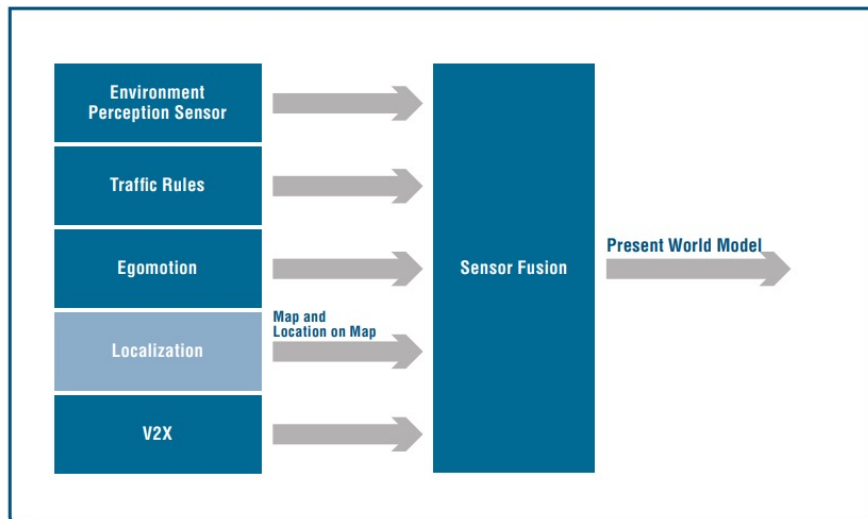 Environment
Perception Sensor
Traffic Rules
Egomotion
Map and
Location on Map
Localization
V2X
Sensor Fusion
Present World Model